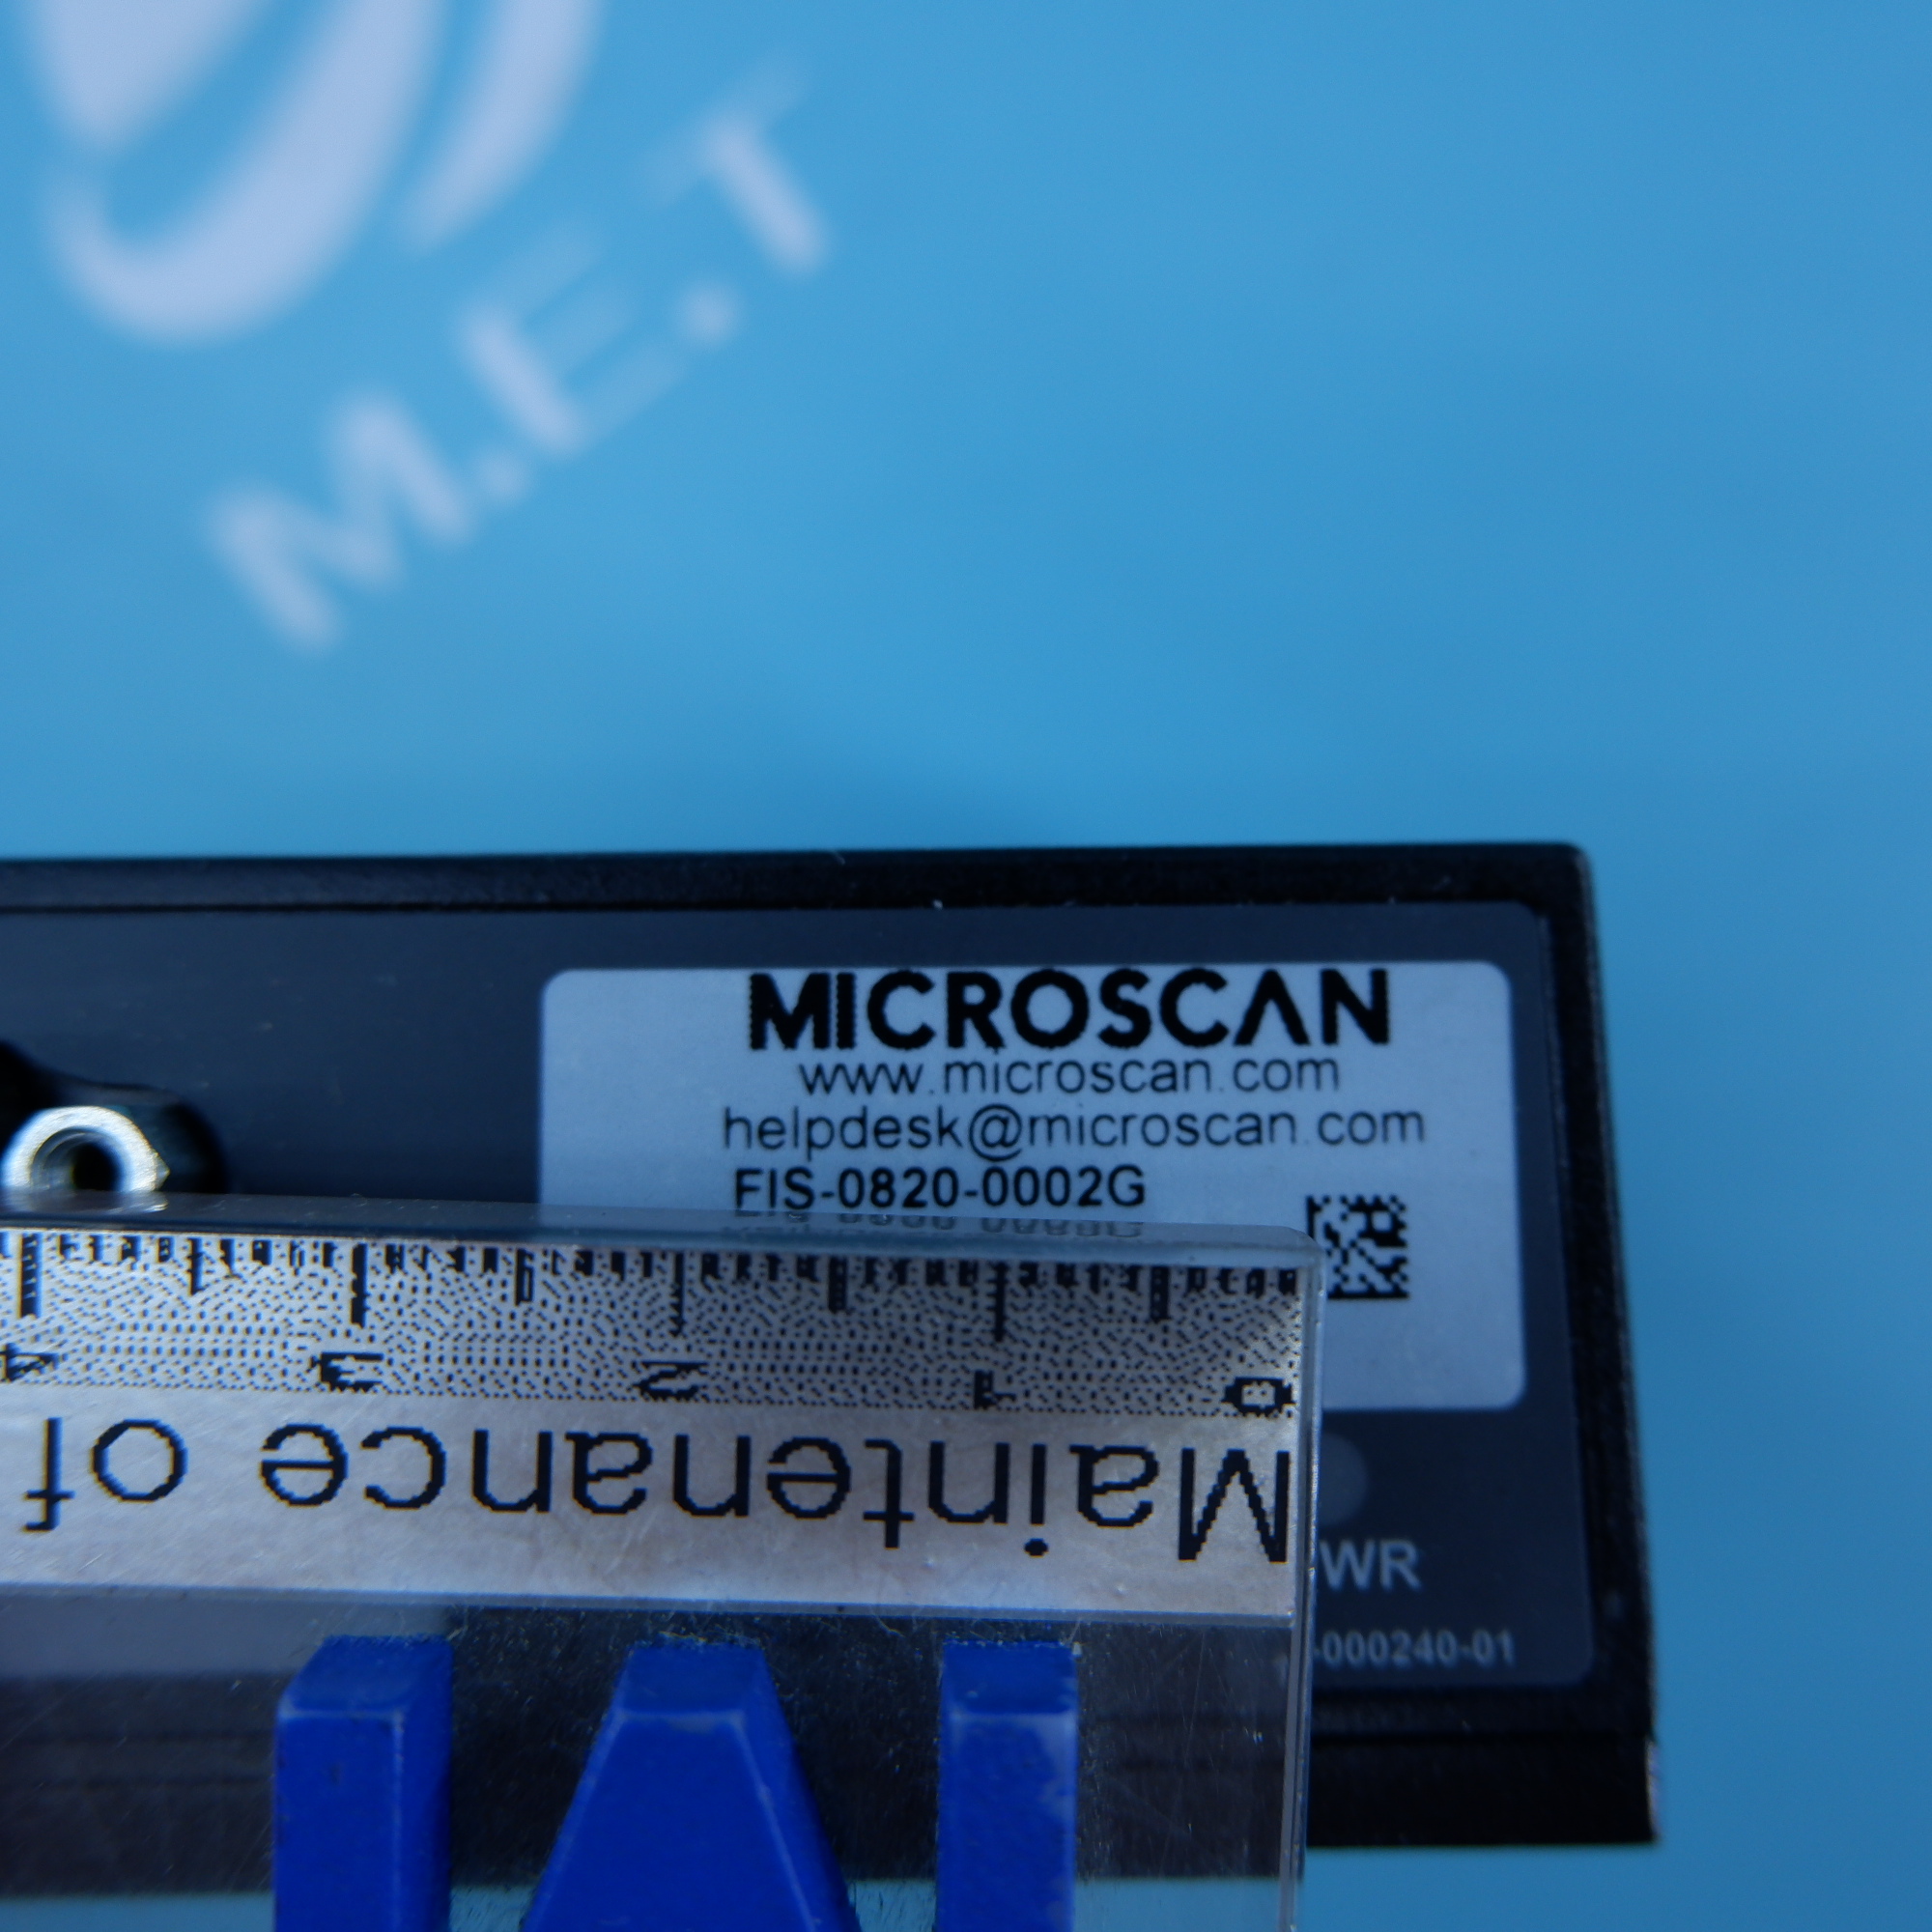 M.E.T
MICROSCAN
www.microscan.com
helpdesk@microscan.com
FIS-0820-0002G
4 3 2 1 0
Maintenance of
WR
-000240-01